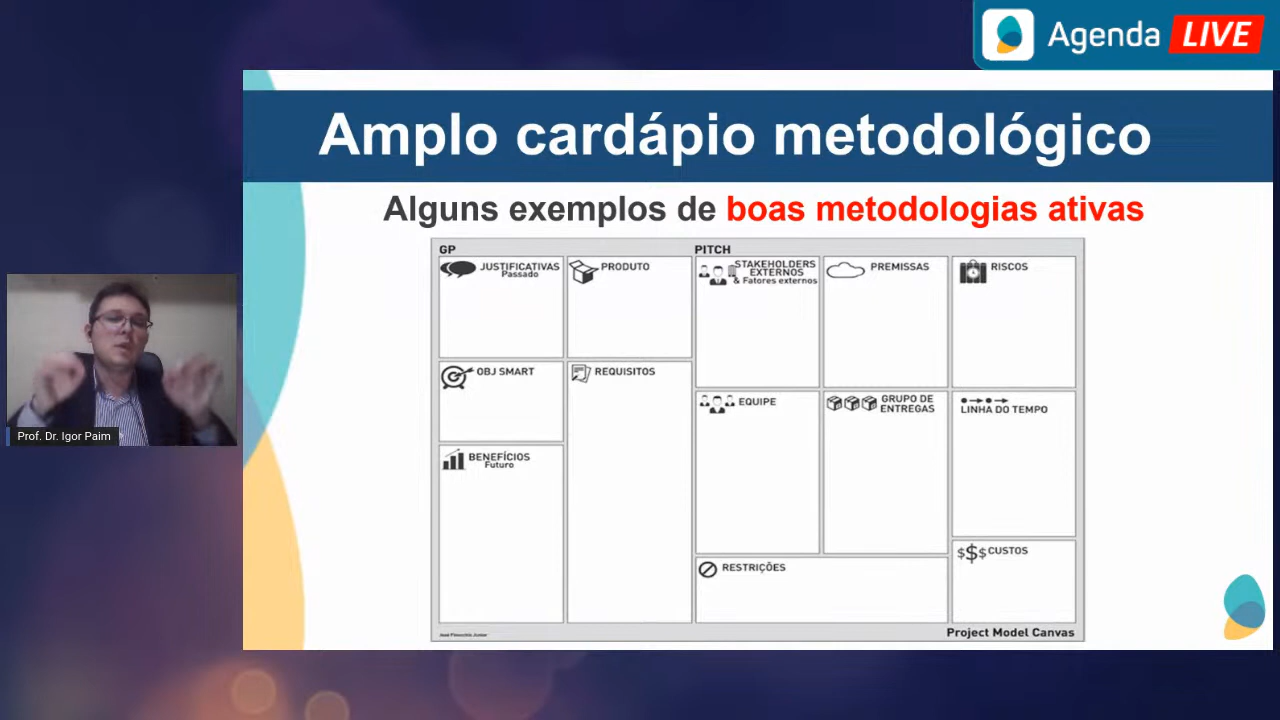 Agenda LIVE
Amplo cardápio metodológico
Alguns exemplos de boas metodologias ativas
GP
PITCH
JUSTIFICATIVAS
Passado
PRODUTO
STAKEHOLDERS
EXTERNOS
& Fatores externos
PREMISSAS
RISCOS
OBJ SMART
REQUISITOS
EQUIPE
GRUPO DE
ENTREGAS
LINHA DO TEMPO
BENEFÍCIOS
Futuro
RESTRIÇÕES
$$$ CUSTOS
Project Model Canvas
Prof. Dr. Igor Paim